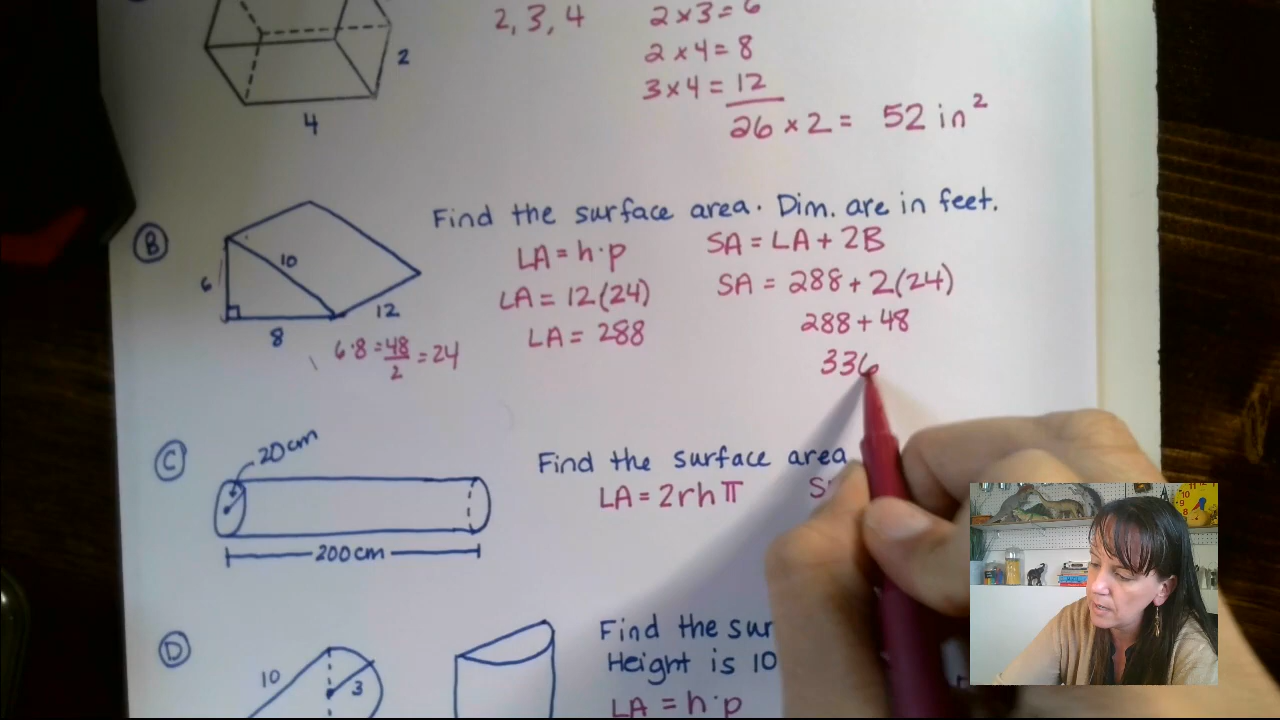 2, 3, 4
2 × 3 = 6
2 × 4 = 8
3 × 4 = 12
26 × 2 = 52 in²
2
4
B
Find the surface area. Dim. are in feet.
6
10
8
12
6·8 = 48/2 = 24
LA = h·p
LA = 12(24)
LA = 288
SA = LA + 2B
SA = 288 + 2(24)
288 + 48
336
C
20cm
200cm
Find the surface area
LA = 2rhπ
D
10
3
Find the
Height is 10
LA = h·p